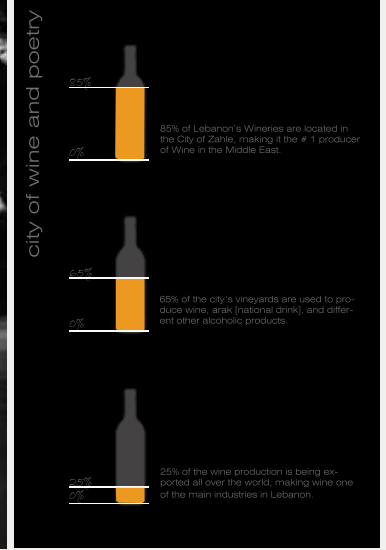 city of wine and poetry
85%
0%
85% of Lebanon's Wineries are located in
the City of Zahle, making it the # 1 producer
of Wine in the Middle East.
65%
0%
65% of the city's vineyards are used to pro-
duce wine, arak [national drink], and differ-
ent other alcoholic products.
25%
0%
25% of the wine production is being ex-
ported all over the world, making wine one
of the main industries in Lebanon.